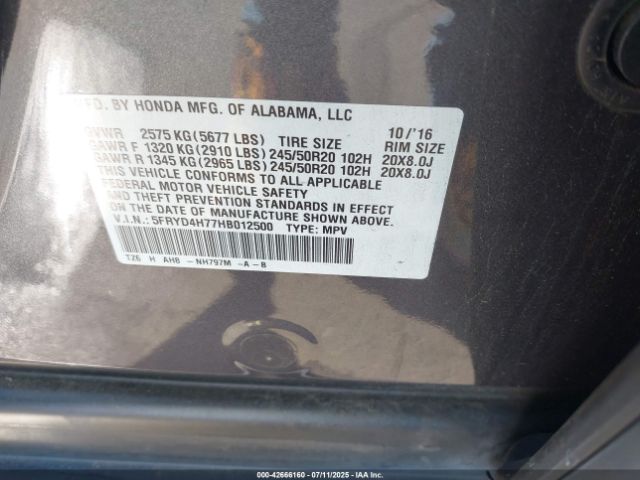 MFD. BY HONDA MFG. OF ALABAMA, LLC 10/'16
GVWR 2575 KG(5677 LBS) TIRE SIZE RIM SIZE
GAWR F 1320 KG(2910 LBS)245/50R20 102H 20X8.0J
GAWR R 1345 KG(2965 LBS)245/50R20 102H 20X8.0J
THIS VEHICLE CONFORMS TO ALL APPLICABLE
FEDERAL MOTOR VEHICLE SAFETY
AND THEFT PREVENTION STANDARDS IN EFFECT
ON THE DATE OF MANUFACTURE SHOWN ABOVE.
V.I.N.: 5FRYD4H77HB012500 TYPE: MPV
TZ6 H AHB - NH797M -A-B
000-42666160 - 07/11/2025 - IAAI.COM